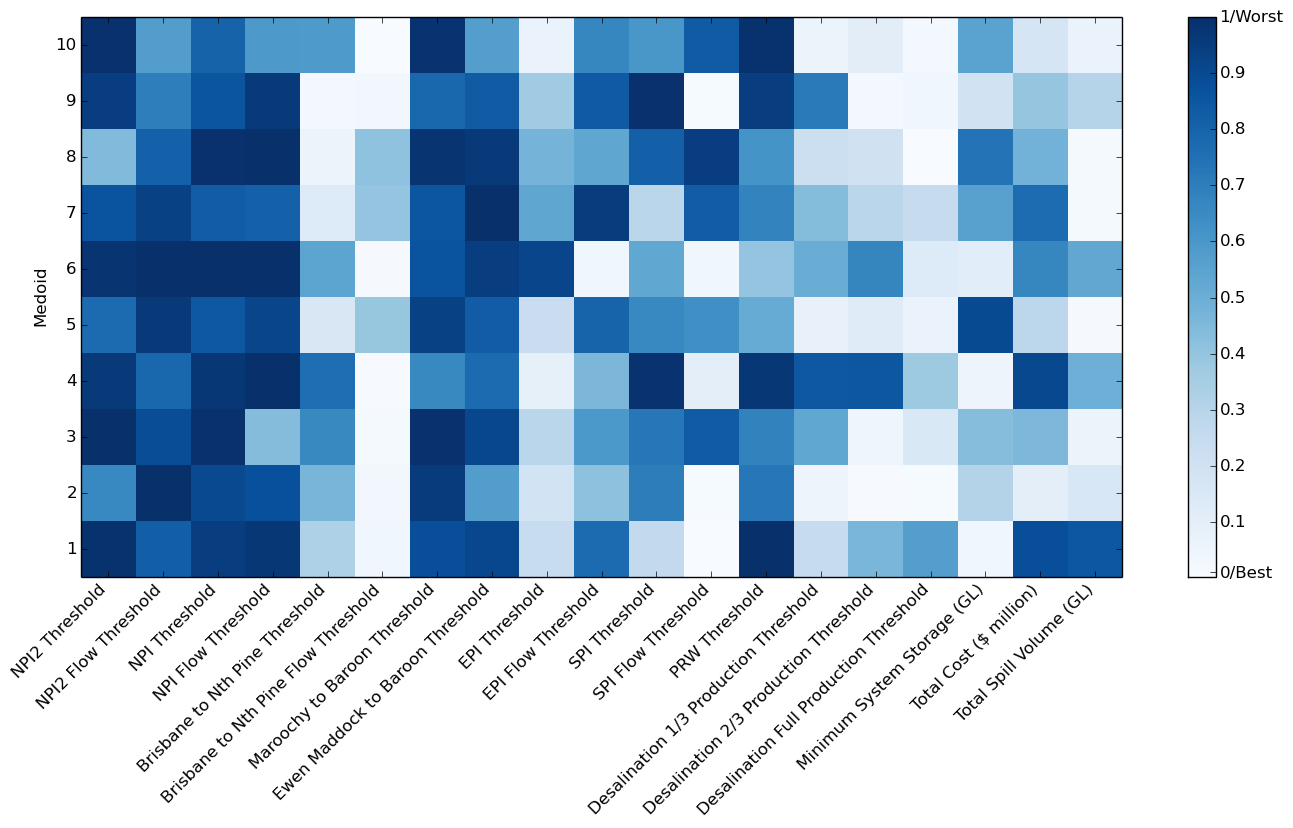 10
9
8
7
6
5
4
3
2
1
Medoid
NPI2 Threshold
NPI2 Flow Threshold
NPI Threshold
NPI Flow Threshold
Brisbane to Nth Pine Threshold
Brisbane to Nth Pine Flow Threshold
Maroochy to Baroon Threshold
Ewen Maddock to Baroon Threshold
EPI Threshold
EPI Flow Threshold
SPI Threshold
SPI Flow Threshold
PRW Threshold
Desalination 1/3 Production Threshold
Desalination 2/3 Production Threshold
Desalination Full Production Threshold
Minimum System Storage (GL)
Total Cost ($ million)
Total Spill Volume (GL)
1/Worst
0.9
0.8
0.7
0.6
0.5
0.4
0.3
0.2
0.1
0/Best